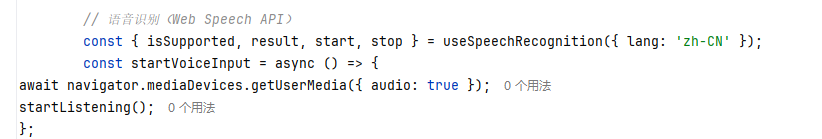 // 语音识别（Web Speech API）
const { isSupported, result, start, stop } = useSpeechRecognition({ lang: 'zh-CN' });
const startVoiceInput = async () => {
await navigator.mediaDevices.getUserMedia({ audio: true }); 0 个用法
startListening(); 0 个用法
};